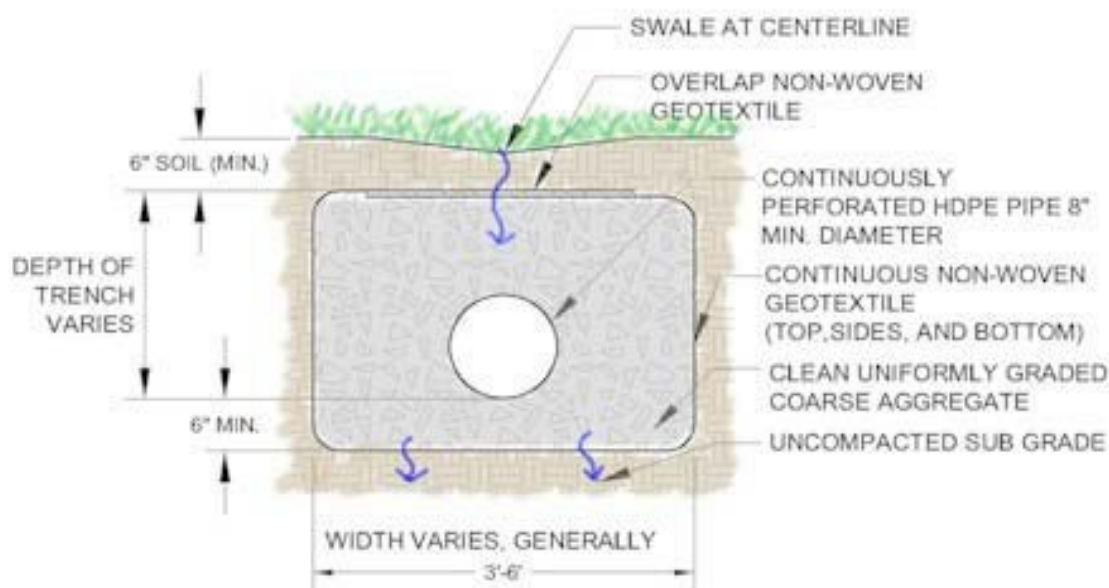 SWALE AT CENTERLINE
OVERLAP NON-WOVEN
GEOTEXTILE
6" SOIL (MIN.)
CONTINUOUSLY
PERFORATED HDPE PIPE 8"
MIN. DIAMETER
DEPTH OF
TRENCH
VARIES
CONTINUOUS NON-WOVEN
GEOTEXTILE
(TOP,SIDES, AND BOTTOM)
CLEAN UNIFORMLY GRADED
COARSE AGGREGATE
6" MIN.
UNCOMPACTED SUB GRADE
WIDTH VARIES, GENERALLY
3'-6'